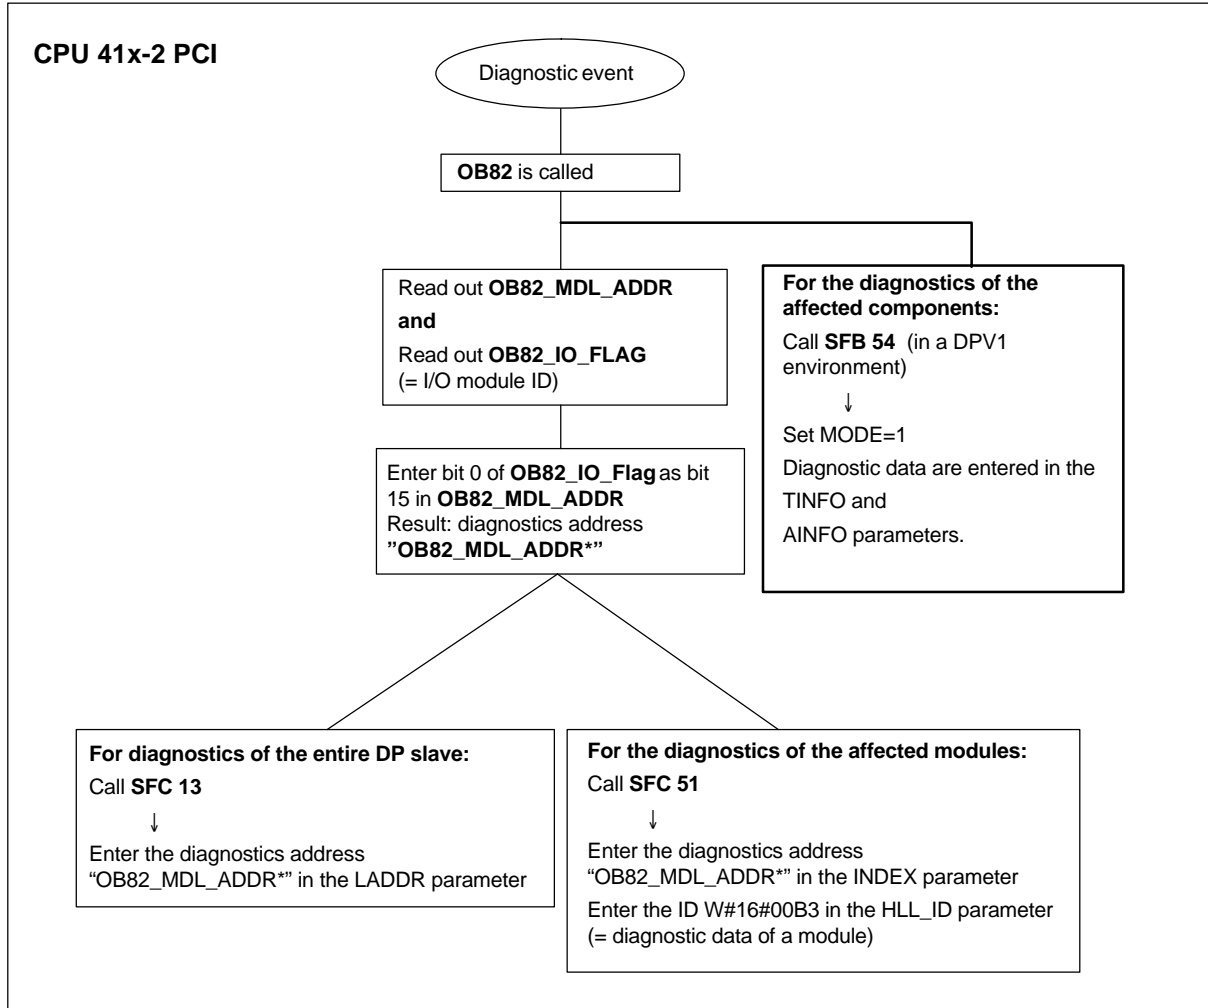 CPU 41x-2 PCI
Diagnostic event
OB82 is called
Read out OB82_MDL_ADDR
and
Read out OB82_IO_FLAG
(= I/O module ID)
For the diagnostics of the
affected components:
Call SFB 54 (in a DPV1
environment)
↓
Set MODE=1
Diagnostic data are entered in the
TINFO and
AINFO parameters.
Enter bit 0 of OB82_IO_Flag as bit
15 in OB82_MDL_ADDR
Result: diagnostics address
”OB82_MDL_ADDR*”
For diagnostics of the entire DP slave:
Call SFC 13
↓
Enter the diagnostics address
“OB82_MDL_ADDR*” in the LADDR parameter
For the diagnostics of the affected modules:
Call SFC 51
↓
Enter the diagnostics address
“OB82_MDL_ADDR*” in the INDEX parameter
Enter the ID W#16#00B3 in the HLL_ID parameter
(= diagnostic data of a module)